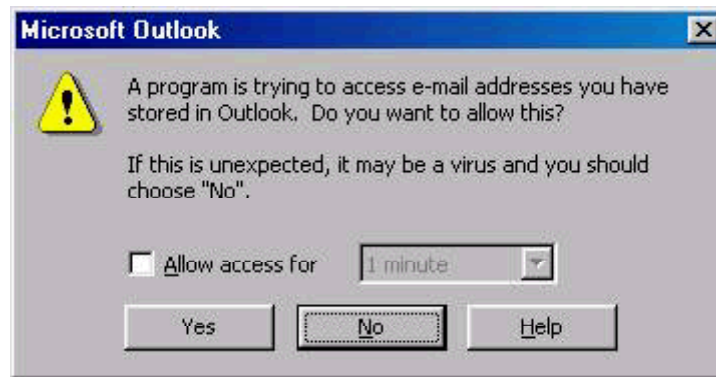 Microsoft Outlook
A program is trying to access e-mail addresses you have
stored in Outlook. Do you want to allow this?
If this is unexpected, it may be a virus and you should
choose "No".
Allow access for 1 minute
Yes No Help